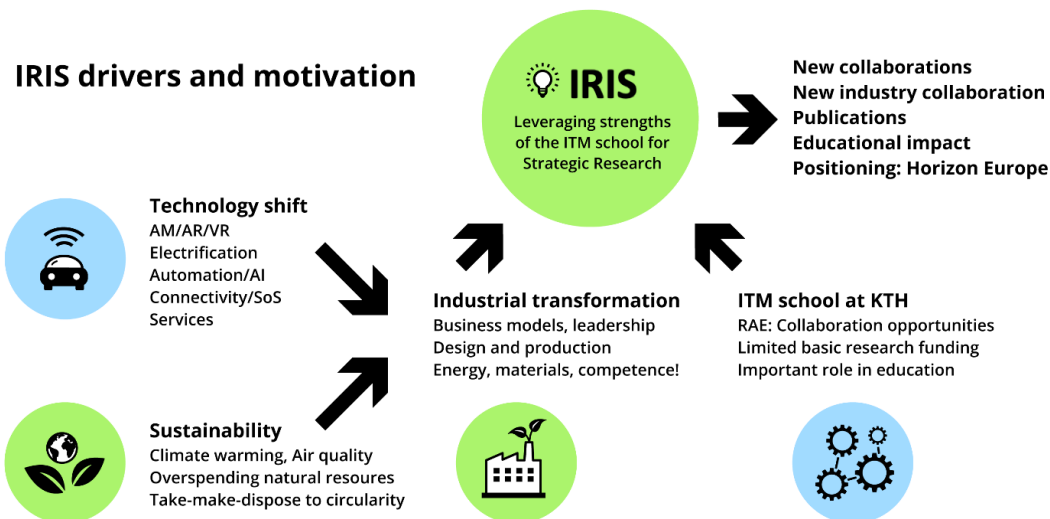 IRIS drivers and motivation
IRIS
Leveraging strengths
of the ITM school for
Strategic Research
New collaborations
New industry collaboration
Publications
Educational impact
Positioning: Horizon Europe
Technology shift
AM/AR/VR
Electrification
Automation/AI
Connectivity/SoS
Services
Industrial transformation
Business models, leadership
Design and production
Energy, materials, competence!
ITM school at KTH
RAE: Collaboration opportunities
Limited basic research funding
Important role in education
Sustainability
Climate warming, Air quality
Overspending natural resoures
Take-make-dispose to circularity